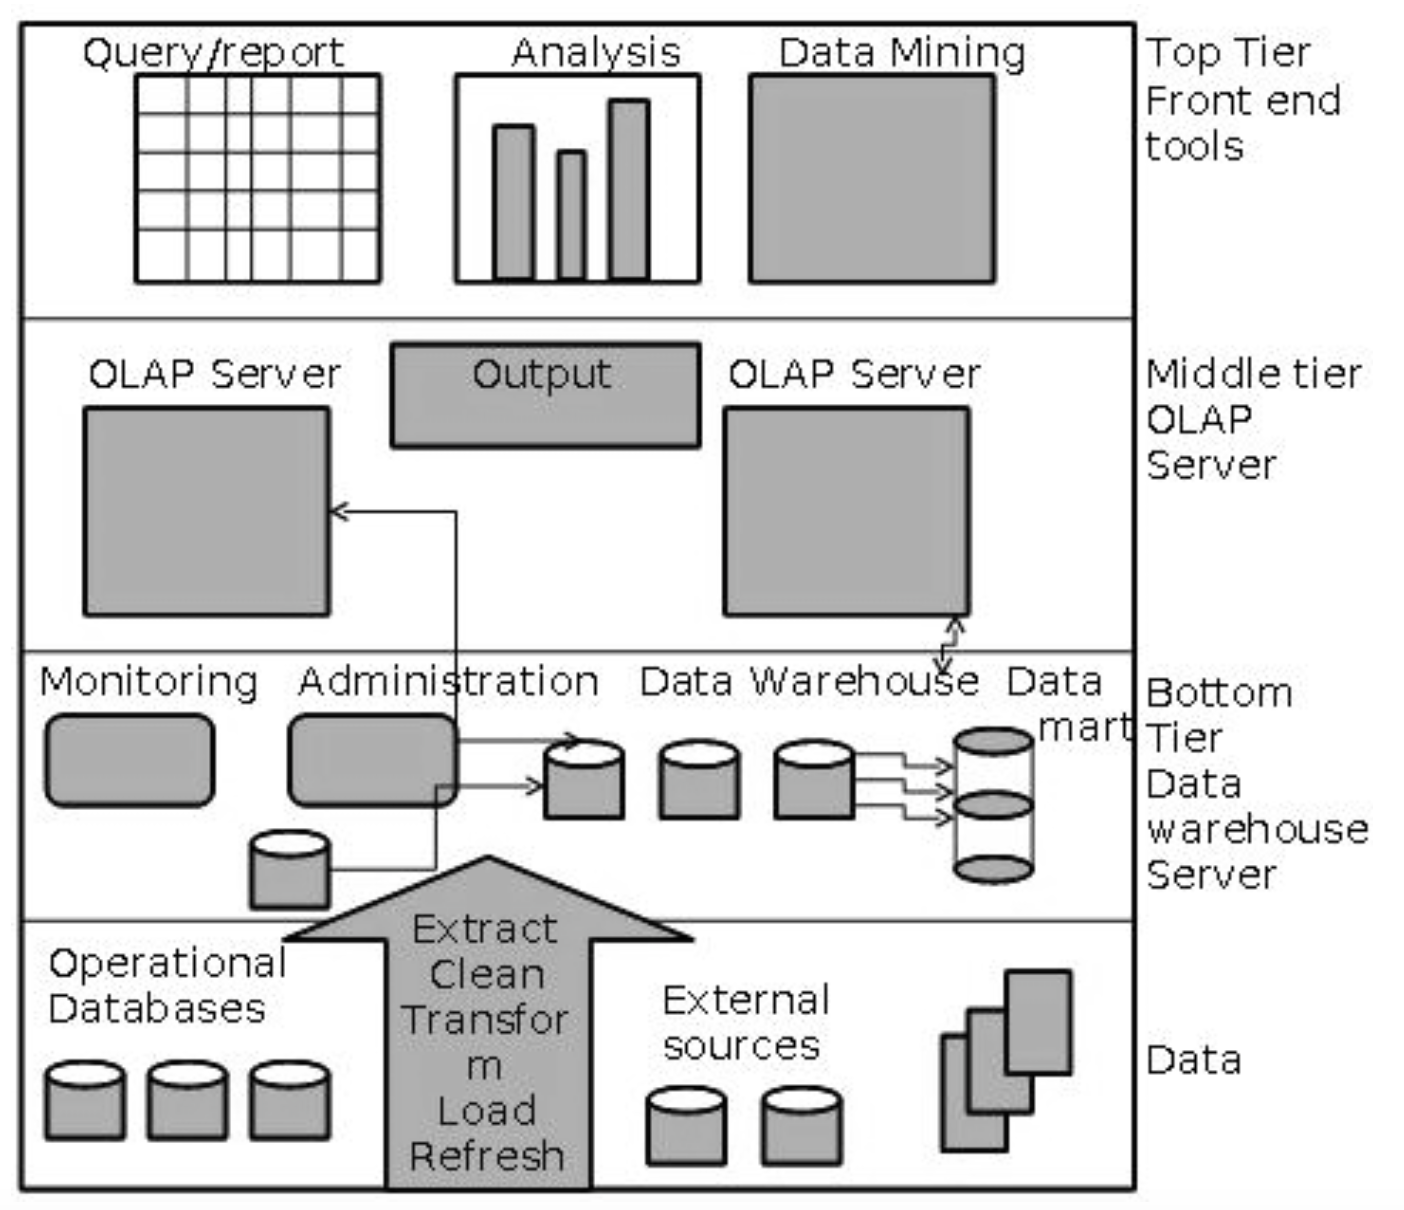 Query/report
Analysis
Data Mining
Top Tier
Front end
tools
OLAP Server
Output
OLAP Server
Middle tier
OLAP
Server
Monitoring
Administration
Data Warehouse
Data
mart
Bottom
Tier
Data
warehouse
Server
Operational
Databases
Extract
Clean
Transfor
m
Load
Refresh
External
sources
Data